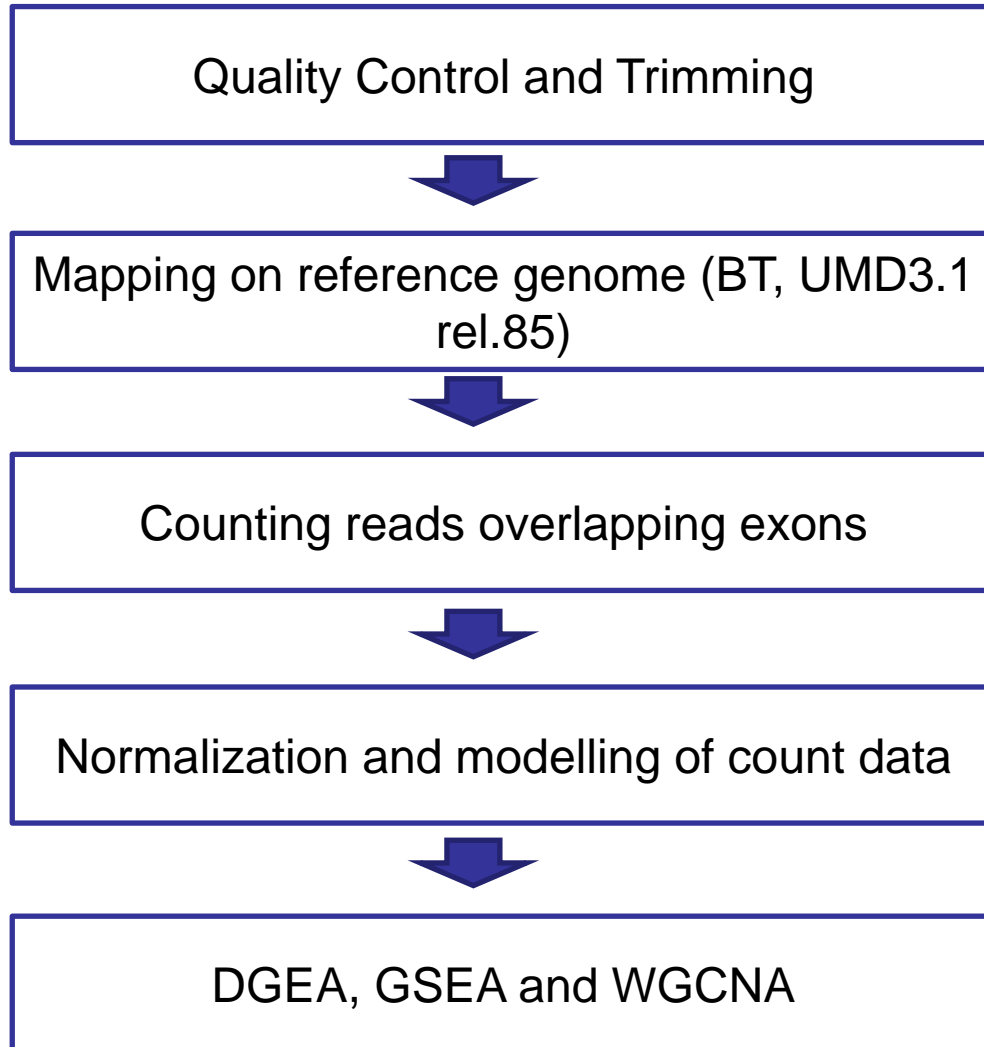 Quality Control and Trimming
Mapping on reference genome (BT, UMD3.1
rel.85)
Counting reads overlapping exons
Normalization and modelling of count data
DGEA, GSEA and WGCNA